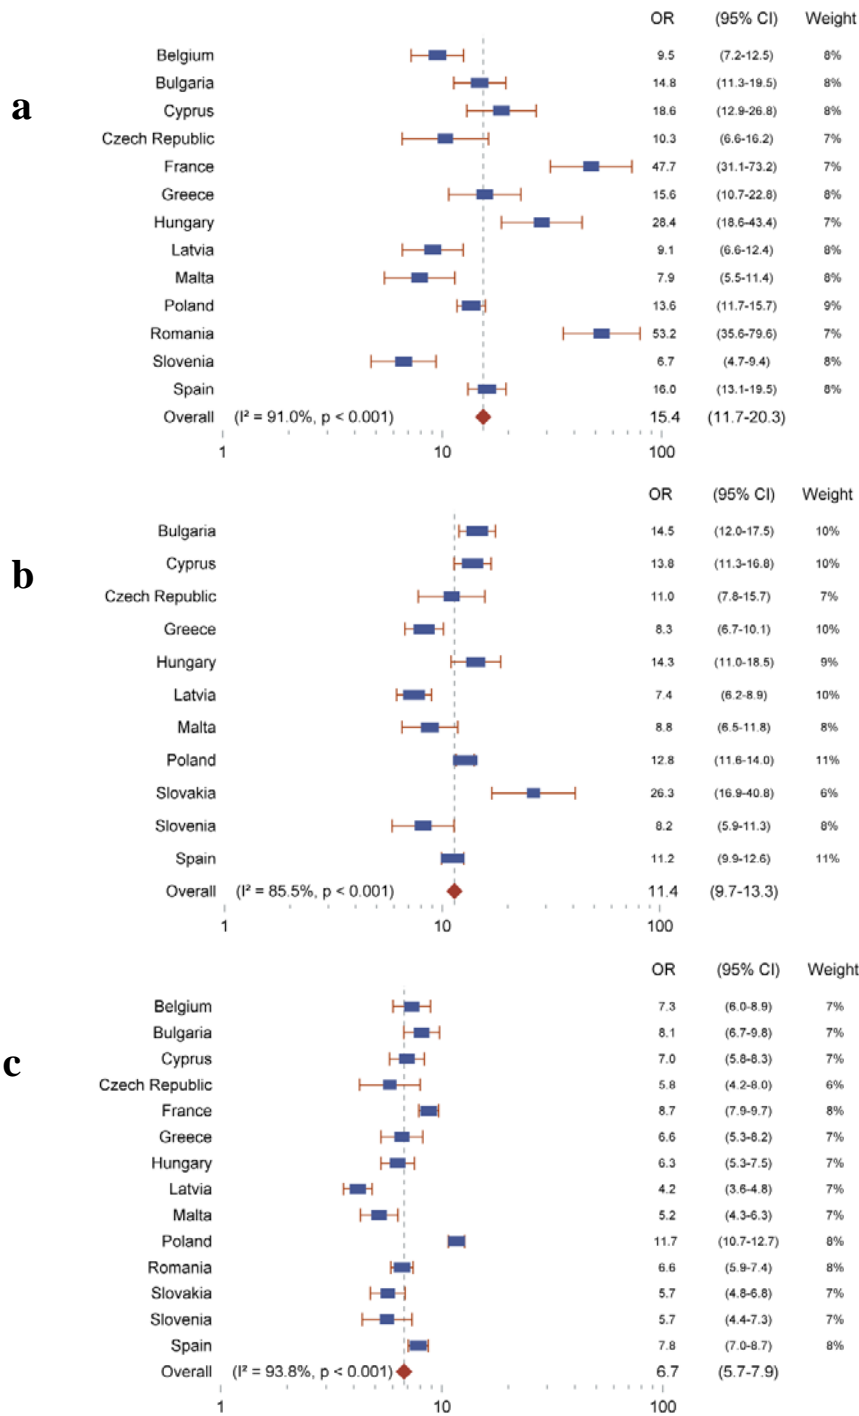 OR (95% CI) Weight
Belgium 9.5 (7.2-12.5) 8%
Bulgaria 14.8 (11.3-19.5) 8%
a
Cyprus 18.6 (12.9-26.8) 8%
Czech Republic 10.3 (6.6-16.2) 7%
France 47.7 (31.1-73.2) 7%
Greece 15.6 (10.7-22.8) 8%
Hungary 28.4 (18.6-43.4) 7%
Latvia 9.1 (6.6-12.4) 8%
Malta 7.9 (5.5-11.4) 8%
Poland 13.6 (11.7-15.7) 9%
Romania 53.2 (35.6-79.6) 7%
Slovenia 6.7 (4.7-9.4) 8%
Spain 16.0 (13.1-19.5) 8%
Overall (I² = 91.0%, p < 0.001) 15.4 (11.7-20.3)
1 10 100
OR (95% CI) Weight
Bulgaria 14.5 (12.0-17.5) 10%
Cyprus 13.8 (11.3-16.8) 10%
b
Czech Republic 11.0 (7.8-15.7) 7%
Greece 8.3 (6.7-10.1) 10%
Hungary 14.3 (11.0-18.5) 9%
Latvia 7.4 (6.2-8.9) 10%
Malta 8.8 (6.5-11.8) 8%
Poland 12.8 (11.6-14.0) 11%
Slovakia 26.3 (16.9-40.8) 6%
Slovenia 8.2 (5.9-11.3) 8%
Spain 11.2 (9.9-12.6) 11%
Overall (I² = 85.5%, p < 0.001) 11.4 (9.7-13.3)
1 10 100
OR (95% CI) Weight
Belgium 7.3 (6.0-8.9) 7%
Bulgaria 8.1 (6.7-9.8) 7%
Cyprus 7.0 (5.8-8.3) 7%
c
Czech Republic 5.8 (4.2-8.0) 6%
France 8.7 (7.9-9.7) 8%
Greece 6.6 (5.3-8.2) 7%
Hungary 6.3 (5.3-7.5) 7%
Latvia 4.2 (3.6-4.8) 7%
Malta 5.2 (4.3-6.3) 7%
Poland 11.7 (10.7-12.7) 8%
Romania 6.6 (5.9-7.4) 8%
Slovakia 5.7 (4.8-6.8) 7%
Slovenia 5.7 (4.4-7.3) 7%
Spain 7.8 (7.0-8.7) 8%
Overall (I² = 93.8%, p < 0.001) 6.7 (5.7-7.9)
1 10 100